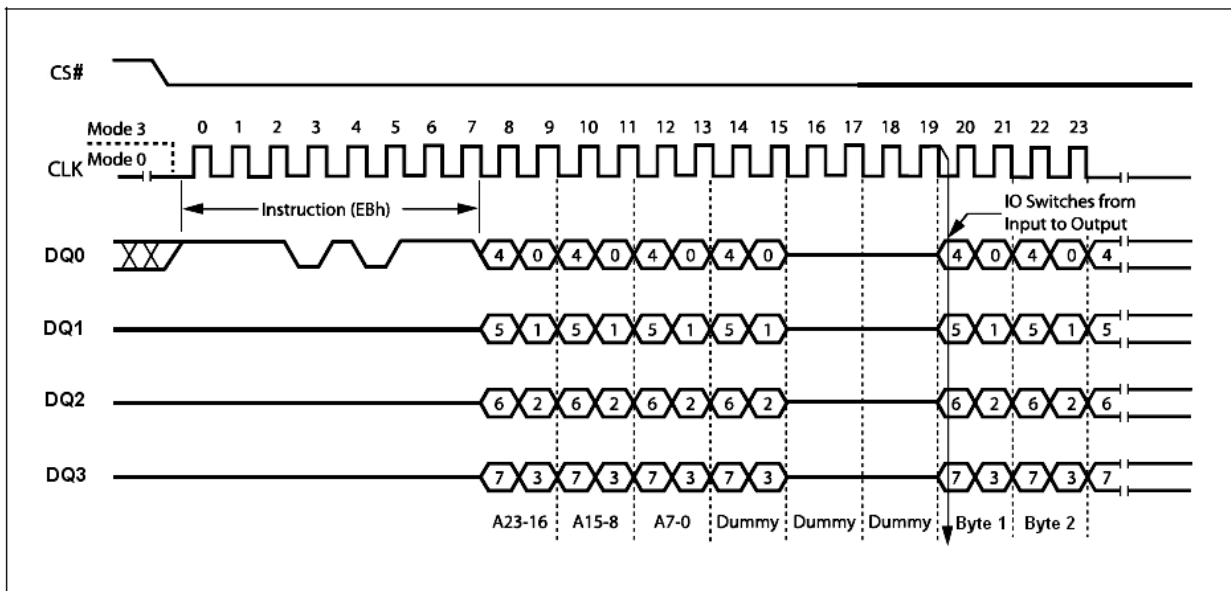 CS#
Mode 3
0 1 2 3 4 5 6 7 8 9 10 11 12 13 14 15 16 17 18 19 20 21 22 23
CLK
Mode 0
Instruction (EBh)
IO Switches from
Input to Output
DQ0
4 0 4 0 4 0 4 0 4 0 4 0 4
DQ1
5 1 5 1 5 1 5 1 5 1 5 1 5
DQ2
6 2 6 2 6 2 6 2 6 2 6 2 6
DQ3
7 3 7 3 7 3 7 3 7 3 7 3 7
A23-16 A15-8 A7-0 Dummy Dummy Dummy Byte 1 Byte 2